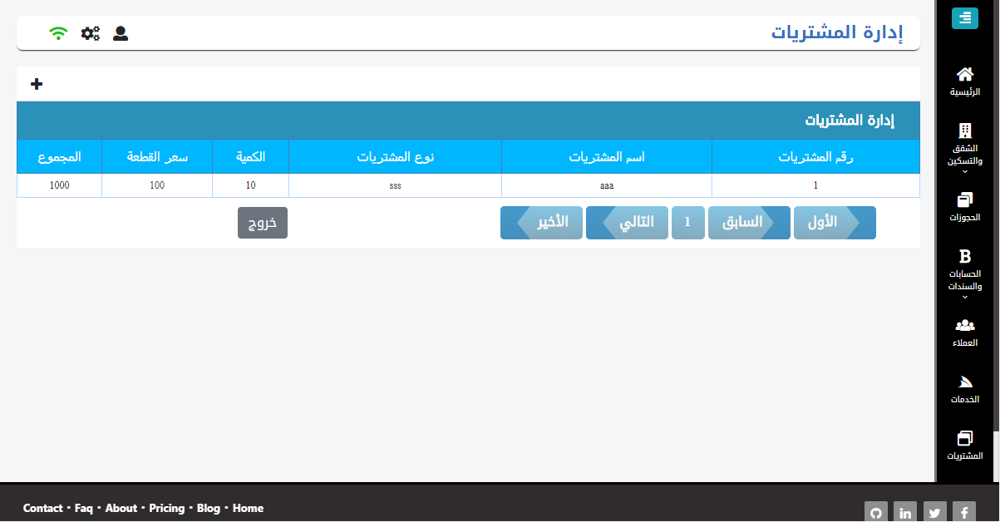 إدارة المشتريات
إدارة المشتريات
رقم المشتريات اسم المشتريات نوع المشتريات الكمية سعر القطعة المجموع
1 aaa sss 10 100 1000
الأول السابق 1 التالي الأخير خروج
الرئيسية
الشقق
والتسكين
الحجوزات
الحسابات
والسندات
العملاء
الخدمات
المشتريات
Contact · Faq · About · Pricing · Blog · Home